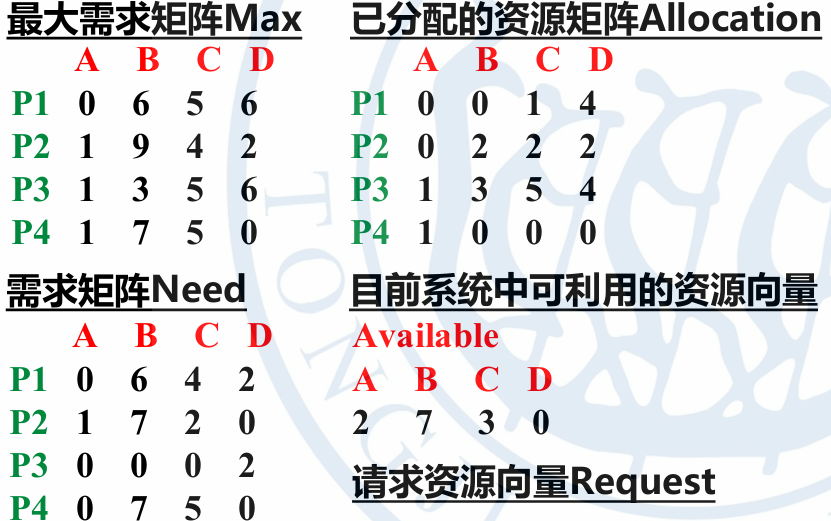 最大需求矩阵Max
A B C D
P1 0 6 5 6
P2 1 9 4 2
P3 1 3 5 6
P4 1 7 5 0
已分配的资源矩阵Allocation
A B C D
P1 0 0 1 4
P2 0 2 2 2
P3 1 3 5 4
P4 1 0 0 0
需求矩阵Need
A B C D
P1 0 6 4 2
P2 1 7 2 0
P3 0 0 0 2
P4 0 7 5 0
目前系统中可利用的资源向量
Available
A B C D
2 7 3 0
请求资源向量Request
TONG